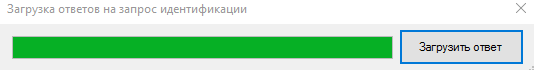 Загрузка ответов на запрос идентификации
Загрузить ответ